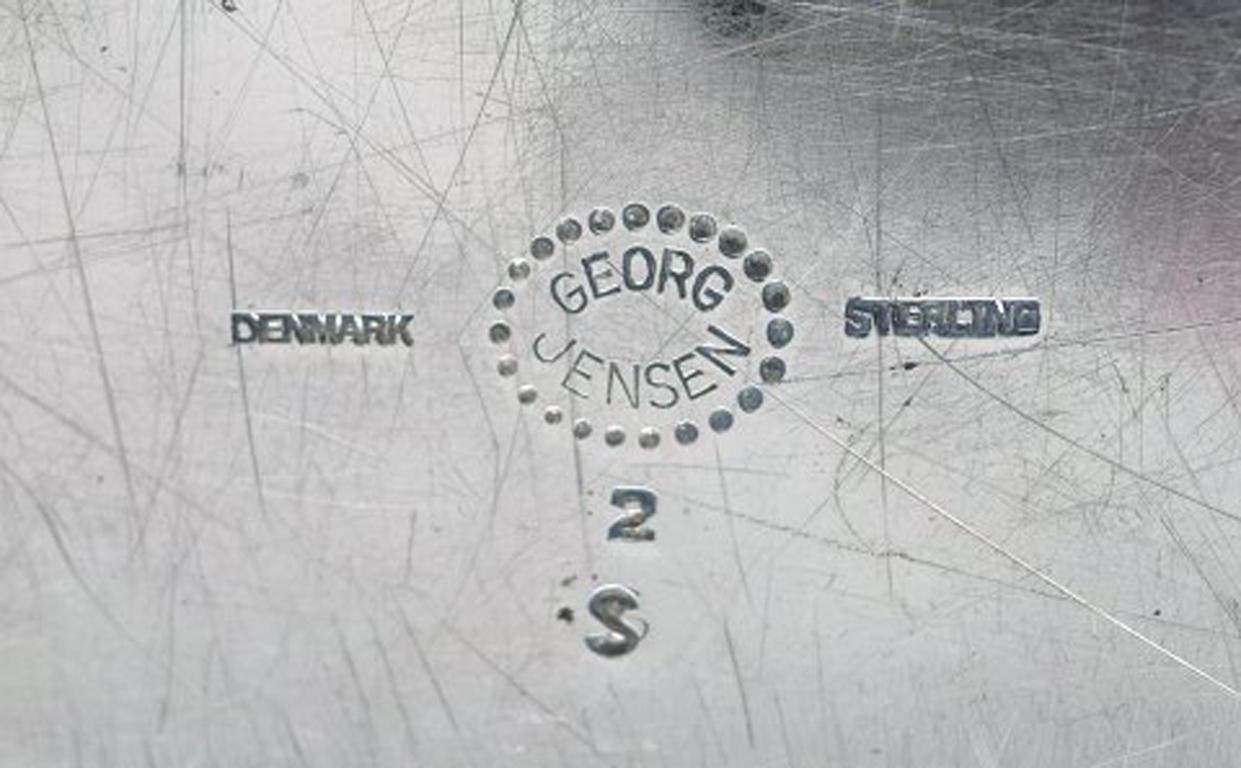 GEORG
DENMARK
STERLING
JENSEN
2
S